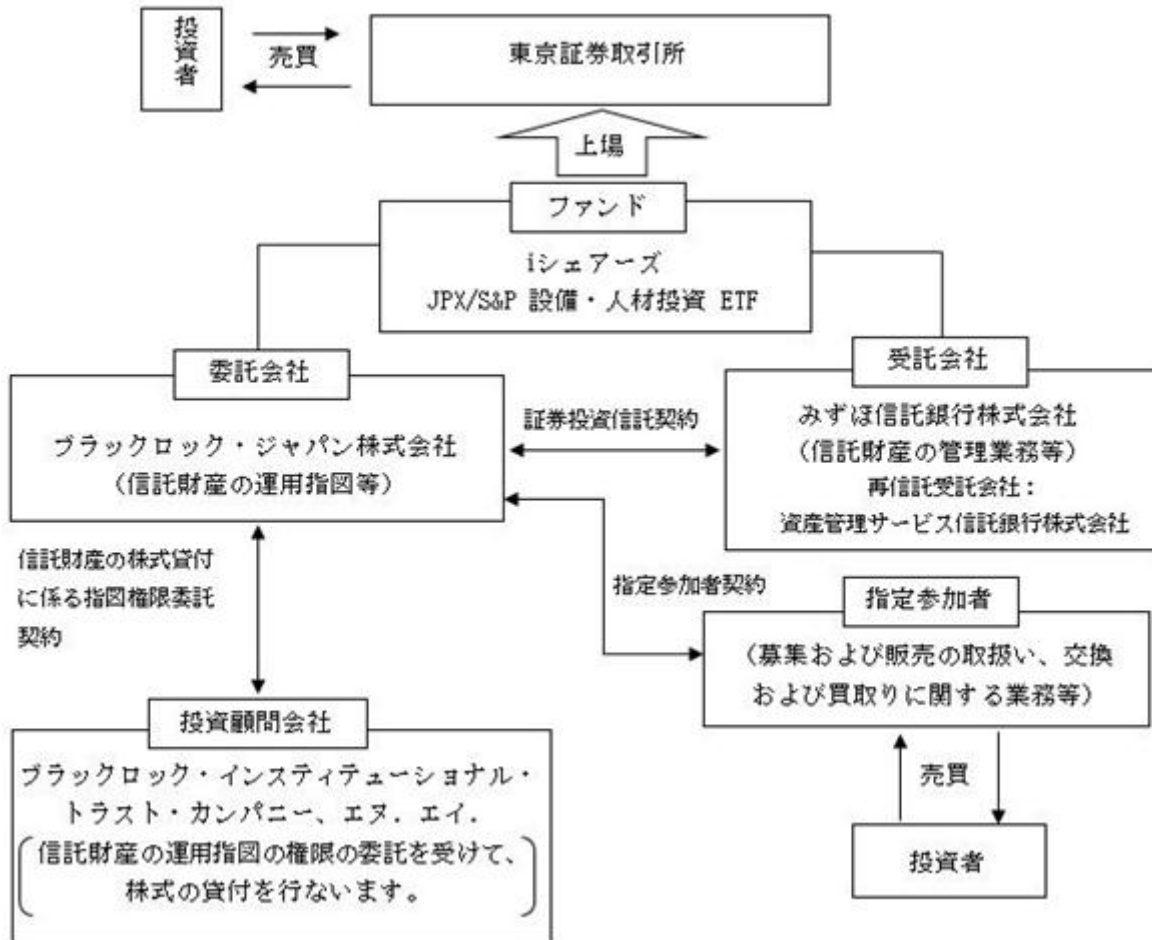 投資者
売買
東京証券取引所
上場
ファンド
iシェアーズ
JPX/S&P 設備・人材投資 ETF
委託会社
ブラックロック・ジャパン株式会社
(信託財産の運用指図等)
証券投資信託契約
受託会社
みずほ信託銀行株式会社
(信託財産の管理業務等)
再信託受託会社:
資産管理サービス信託銀行株式会社
信託財産の株式貸付
に係る指図権限委託
契約
指定参加者契約
指定参加者
(募集および販売の取扱い、交換
および買取りに関する業務等)
投資顧問会社
ブラックロック・インスティテューショナル・
トラスト・カンパニー、エヌ.エイ.
(信託財産の運用指図の権限の委託を受けて、
株式の貸付を行ないます。)
売買
投資者